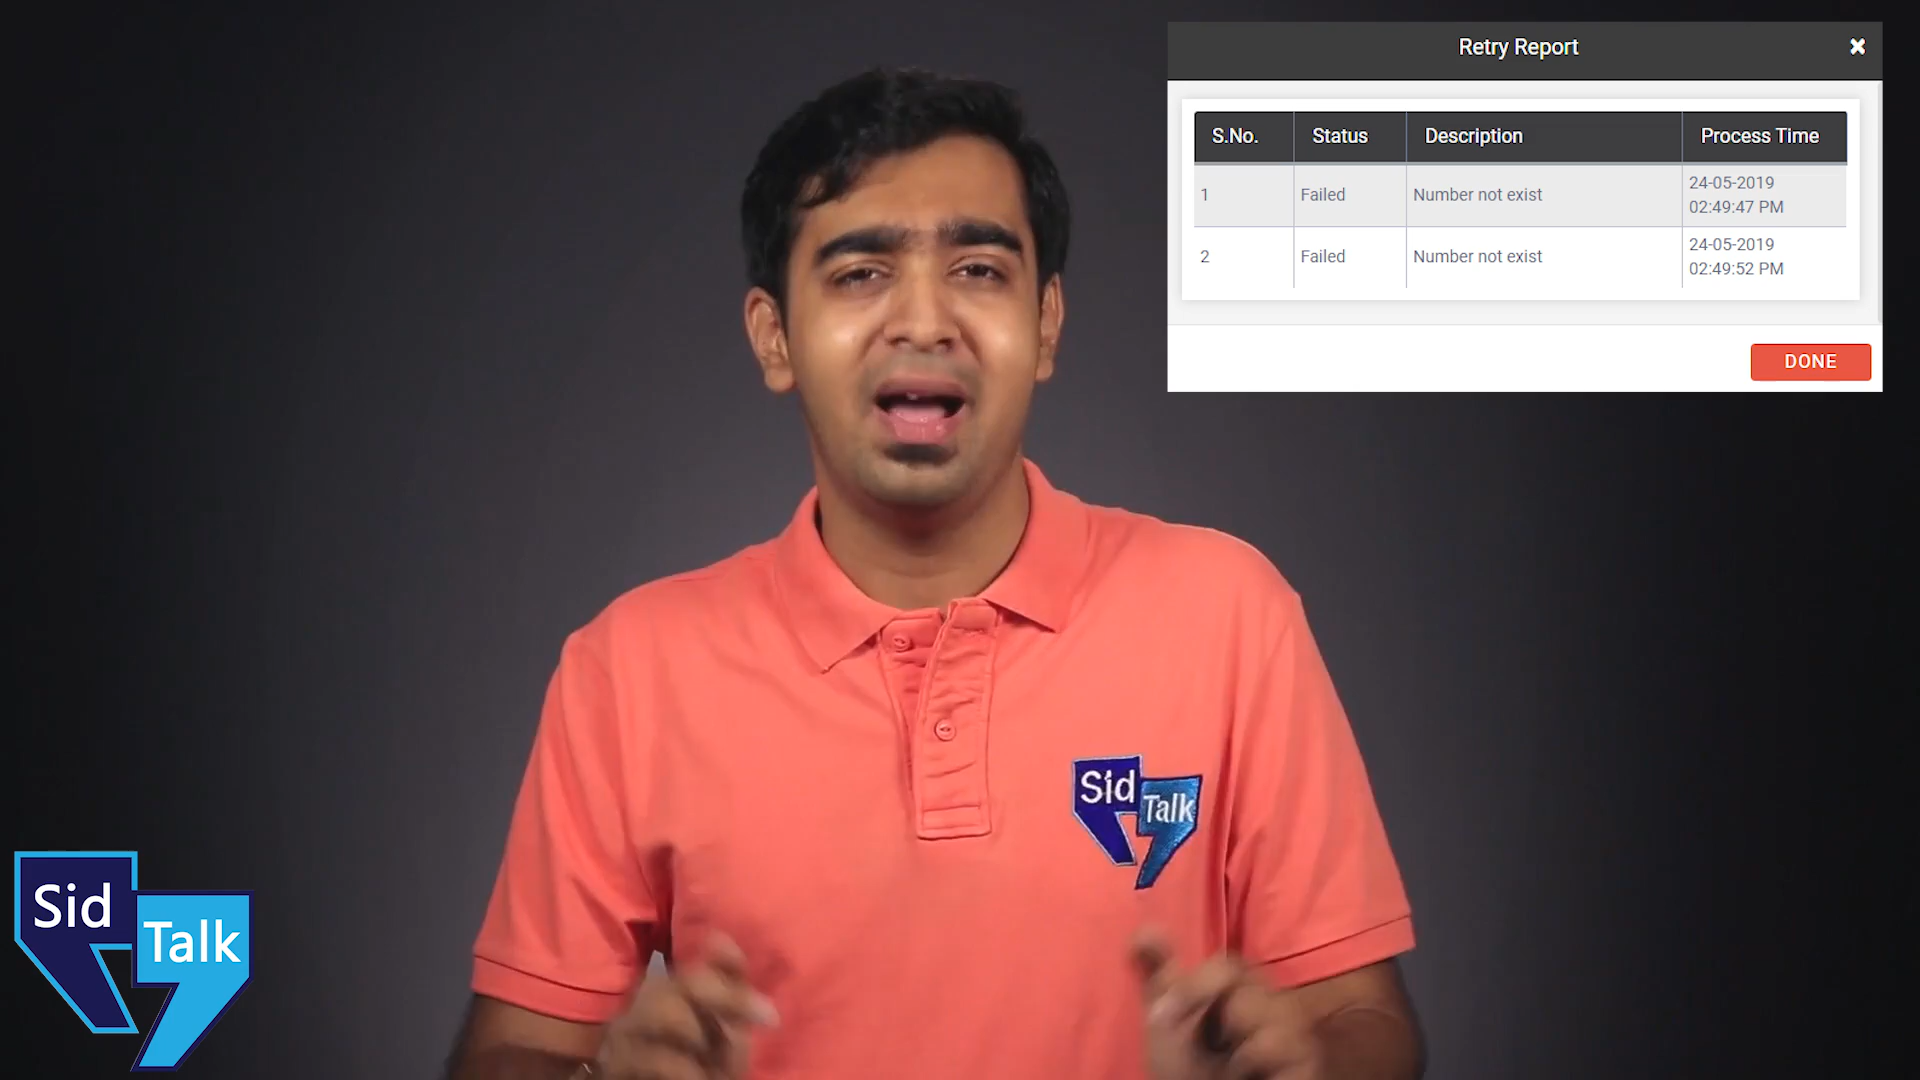 Retry Report
S.No. Status Description Process Time
1 Failed Number not exist 24-05-2019
02:49:47 PM
2 Failed Number not exist 24-05-2019
02:49:52 PM
DONE
Sid
Talk
Sid
Talk